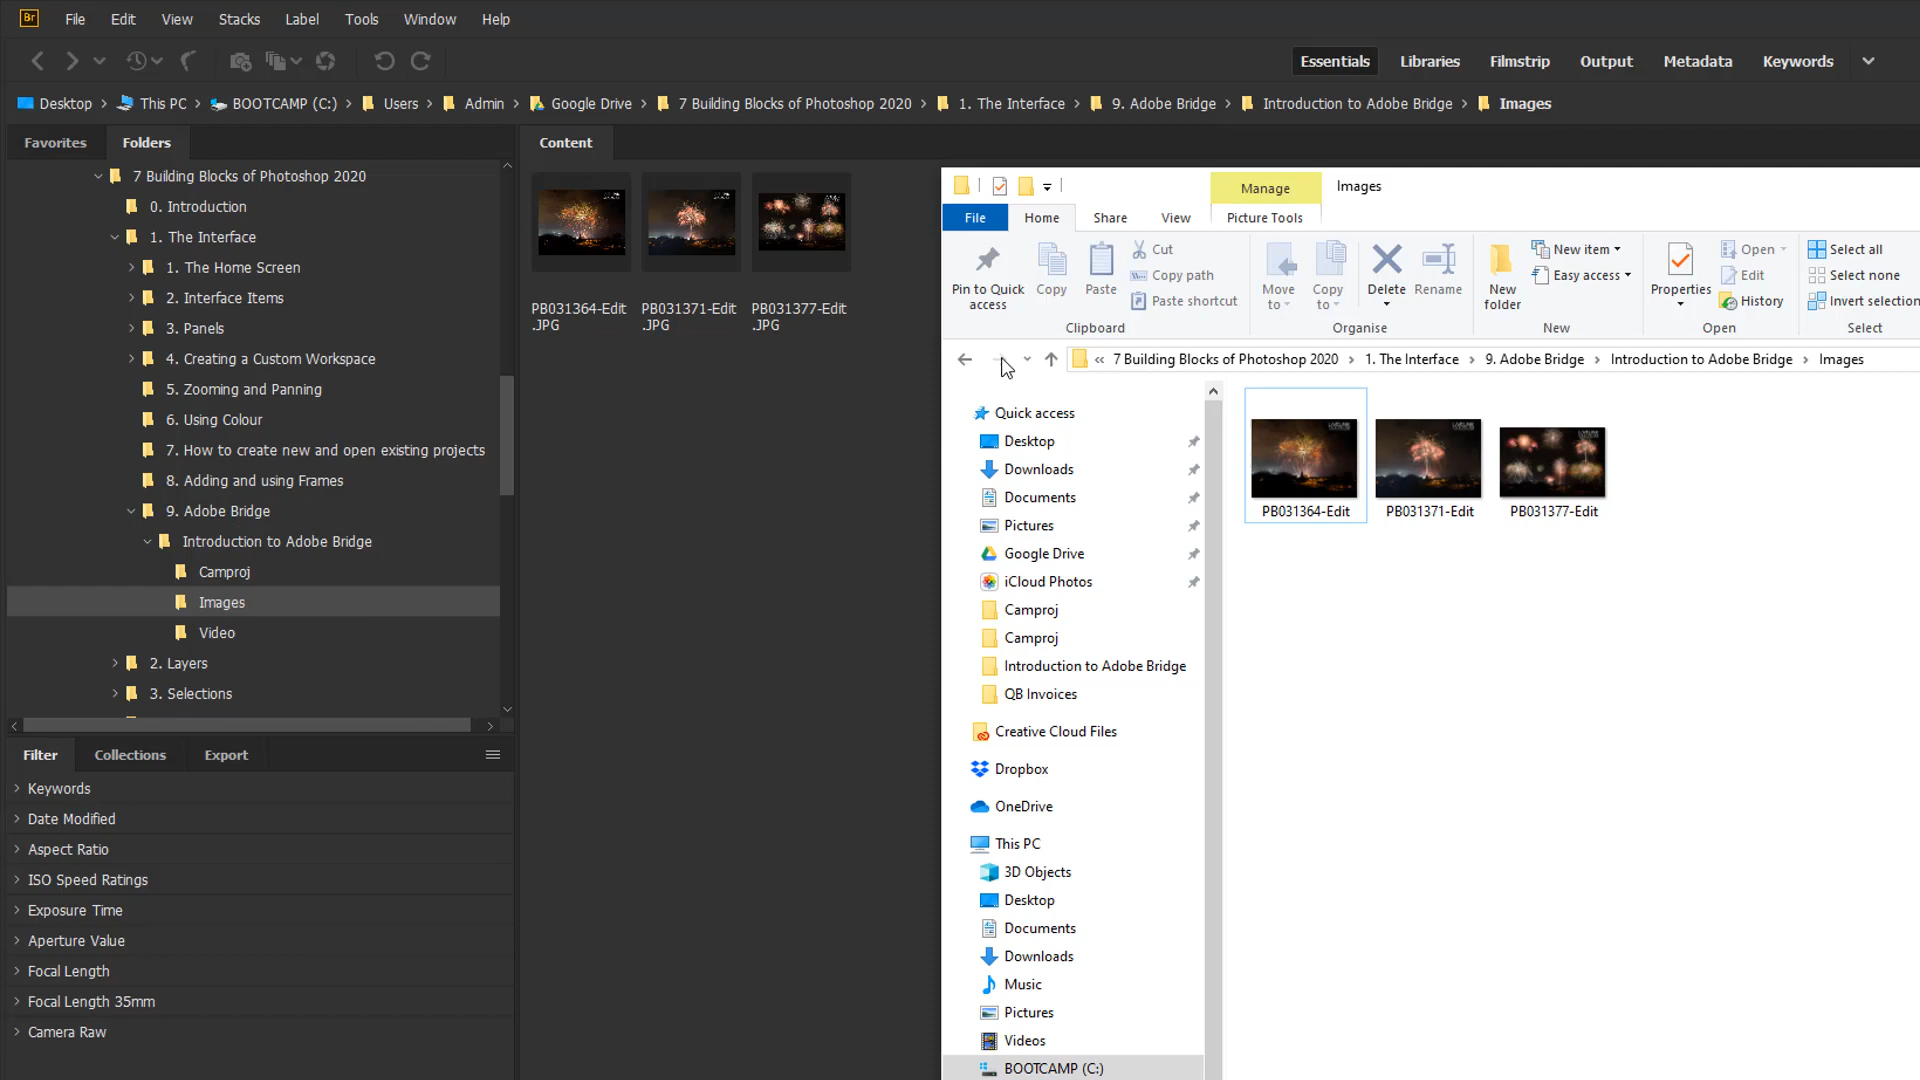 Br File Edit View Stacks Label Tools Window Help
Essentials Libraries Filmstrip Output Metadata Keywords
Desktop > This PC > BOOTCAMP (C:) > Users > Admin > Google Drive > 7 Building Blocks of Photoshop 2020 > 1. The Interface > 9. Adobe Bridge > Introduction to Adobe Bridge > Images
Favorites Folders
7 Building Blocks of Photoshop 2020
0. Introduction
1. The Interface
1. The Home Screen
2. Interface Items
3. Panels
4. Creating a Custom Workspace
5. Zooming and Panning
6. Using Colour
7. How to create new and open existing projects
8. Adding and using Frames
9. Adobe Bridge
Introduction to Adobe Bridge
Camproj
Images
Video
2. Layers
3. Selections
Filter Collections Export
Keywords
Date Modified
Aspect Ratio
ISO Speed Ratings
Exposure Time
Aperture Value
Focal Length
Focal Length 35mm
Camera Raw
Content
PB031364-Edit
.JPG
PB031371-Edit
.JPG
PB031377-Edit
.JPG
Manage Images
File Home Share View Picture Tools
Pin to Quick
access
Copy
Paste
Cut
Copy path
Paste shortcut
Clipboard
Move
to
Copy
to
Delete
Rename
Organise
New
folder
New item
Easy access
New
Properties
Open
Edit
History
Open
Select all
Select none
Invert selection
Select
« 7 Building Blocks of Photoshop 2020 > 1. The Interface > 9. Adobe Bridge > Introduction to Adobe Bridge > Images
Quick access
Desktop
Downloads
Documents
Pictures
Google Drive
iCloud Photos
Camproj
Camproj
Introduction to Adobe Bridge
QB Invoices
Creative Cloud Files
Dropbox
OneDrive
This PC
3D Objects
Desktop
Documents
Downloads
Music
Pictures
Videos
BOOTCAMP (C:)
PB031364-Edit
PB031371-Edit
PB031377-Edit